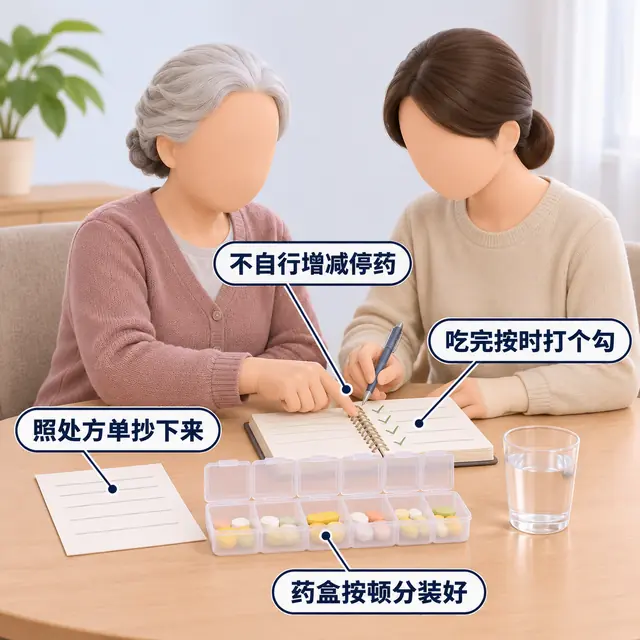 不自行增减停药
吃完按时打个勾
照处方单抄下来
药盒按顿分装好